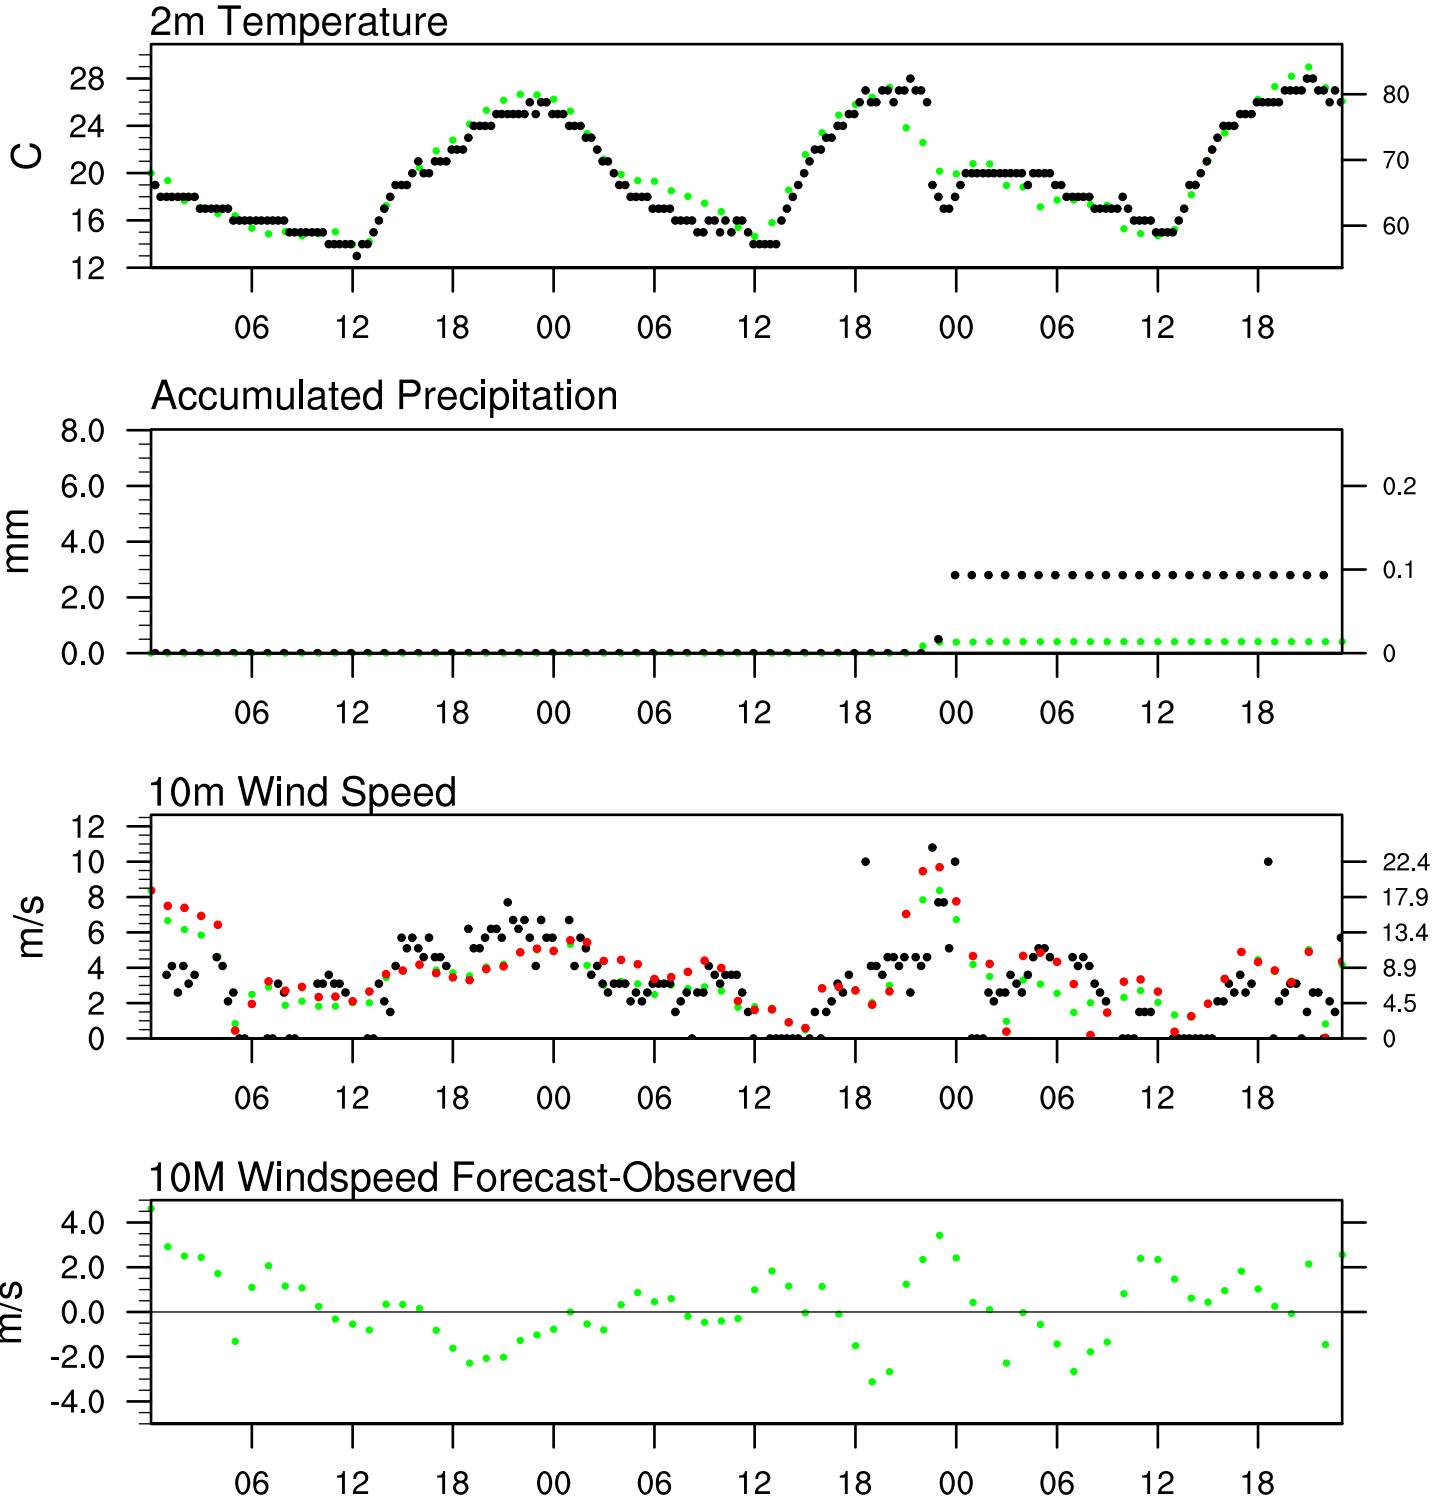 2m Temperature
C
28
24
20
16
12
80
70
60
06 12 18 00 06 12 18 00 06 12 18
Accumulated Precipitation
mm
8.0
6.0
4.0
2.0
0.0
0.2
0.1
0
06 12 18 00 06 12 18 00 06 12 18
10m Wind Speed
m/s
12
10
8
6
4
2
0
22.4
17.9
13.4
8.9
4.5
0
06 12 18 00 06 12 18 00 06 12 18
10M Windspeed Forecast-Observed
m/s
4.0
2.0
0.0
-2.0
-4.0
06 12 18 00 06 12 18 00 06 12 18